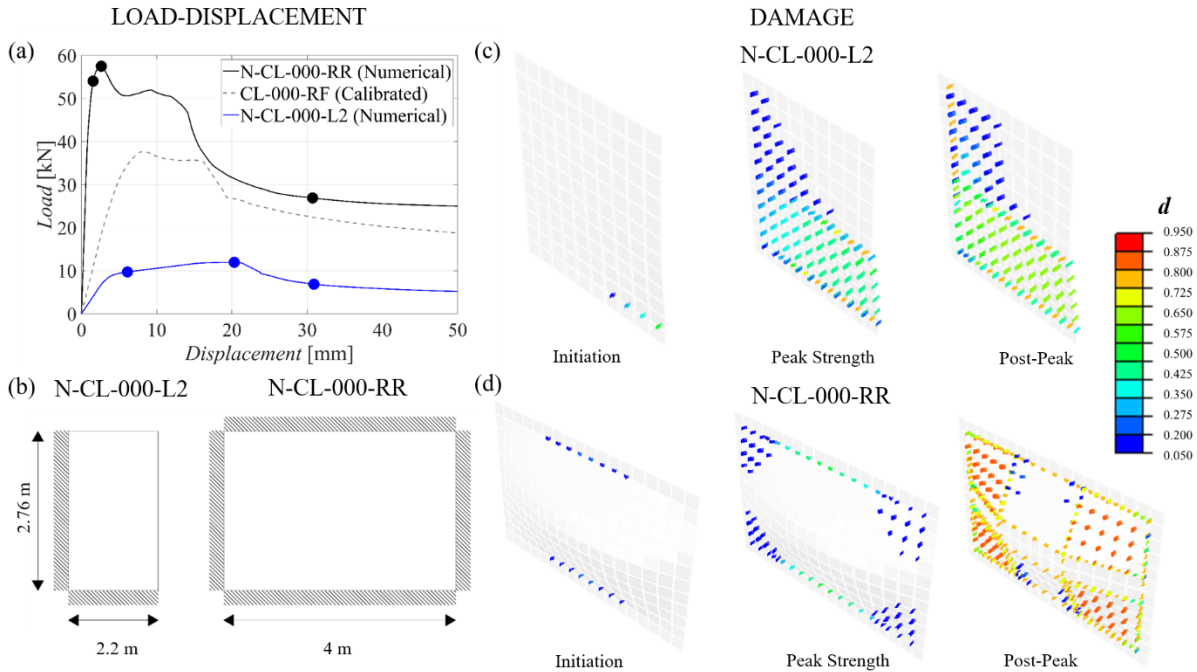 LOAD-DISPLACEMENT
DAMAGE
(a)
60
50
40
30
20
10
0
Load [kN]
N-CL-000-RR (Numerical)
CL-000-RF (Calibrated)
N-CL-000-L2 (Numerical)
0 10 20 30 40 50
Displacement [mm]
(c)
N-CL-000-L2
Initiation
Peak Strength
Post-Peak
d
0.950
0.875
0.800
0.725
0.650
0.575
0.500
0.425
0.350
0.275
0.200
0.050
(b)
N-CL-000-L2
N-CL-000-RR
2.76 m
2.2 m
4 m
(d)
N-CL-000-RR
Initiation
Peak Strength
Post-Peak